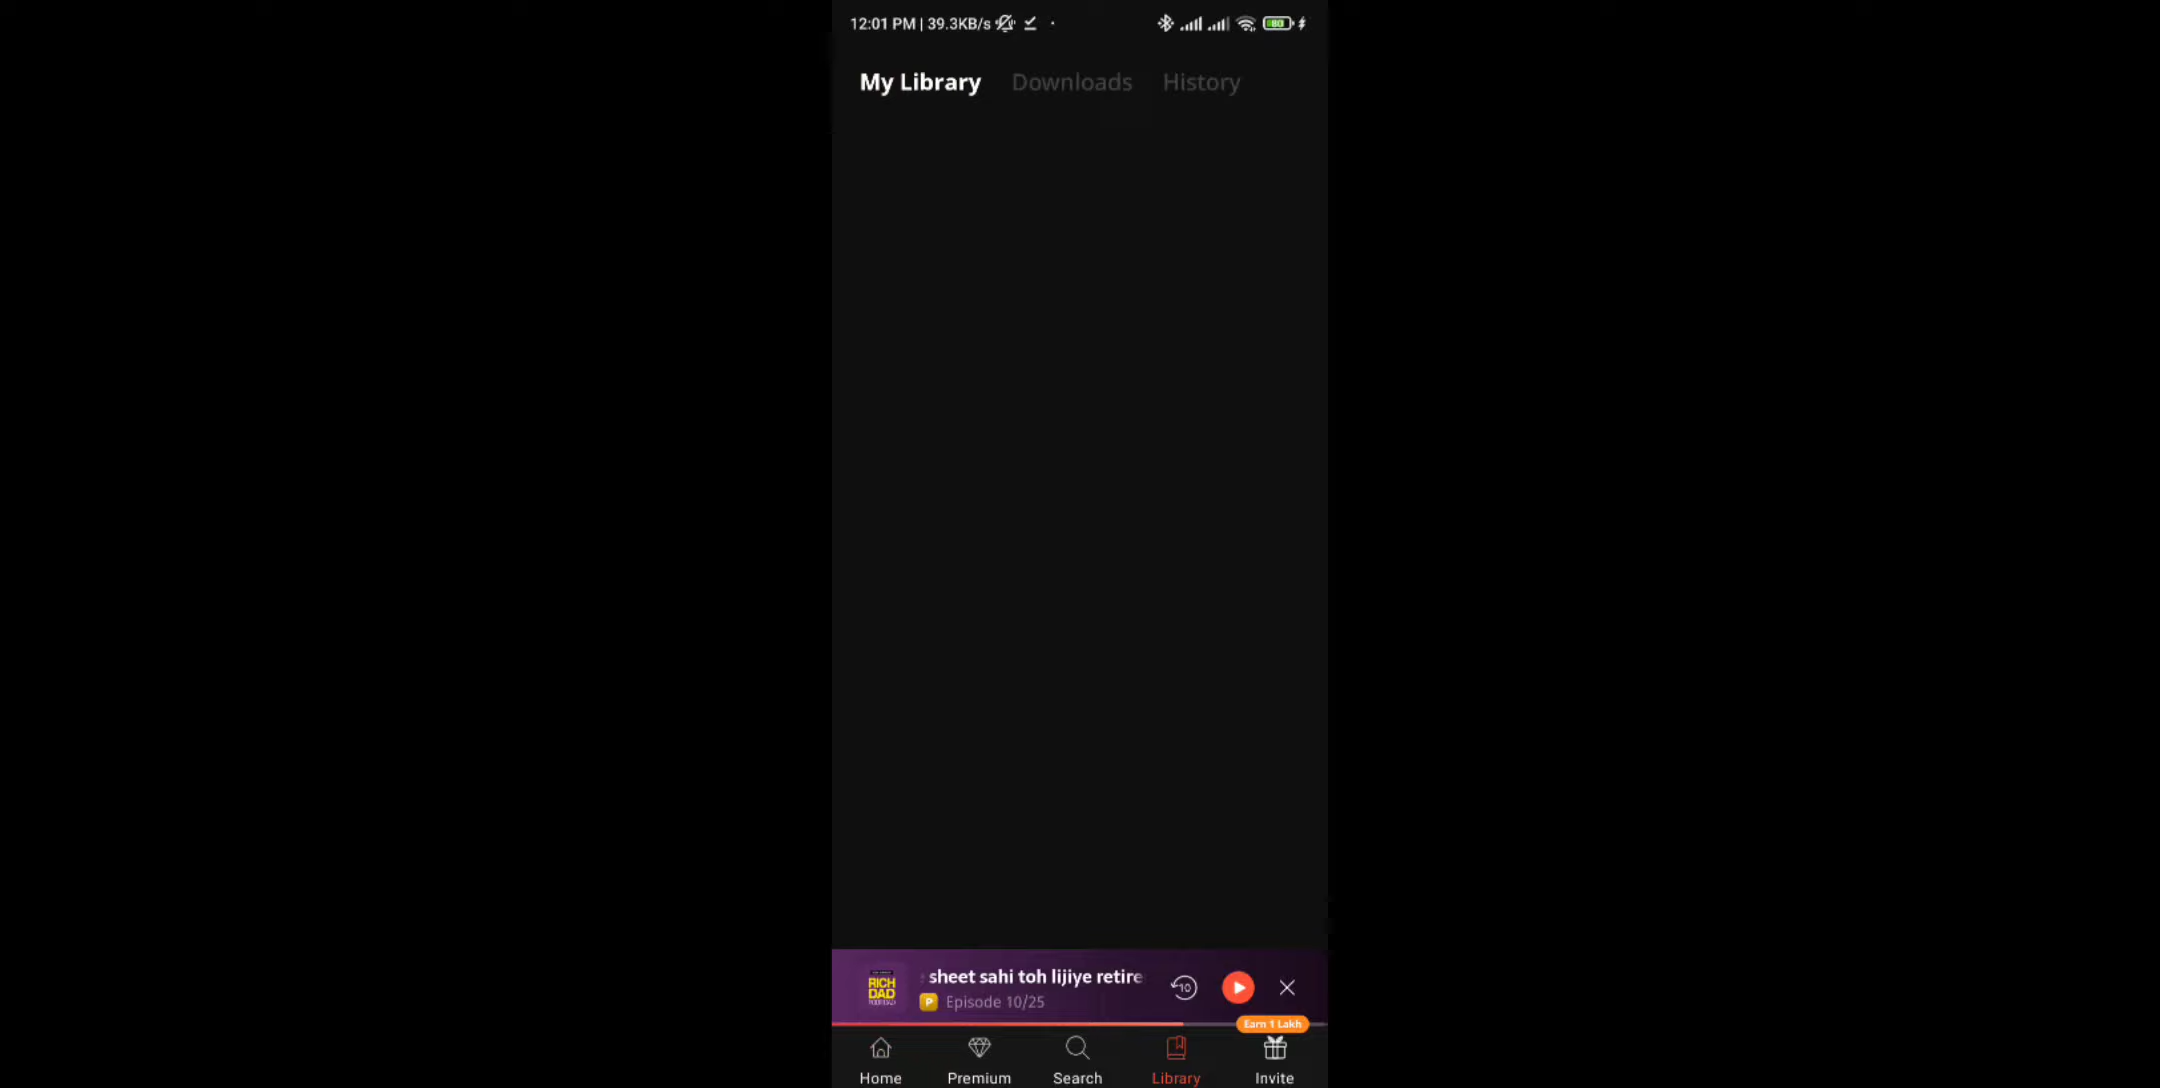 12:01 PM | 39.3KB/s
80
My Library Downloads History
sheet sahi toh lijiye retire
RICH
DAD
10
P Episode 10/25
Earn 1 Lakh
Home Premium Search Library Invite